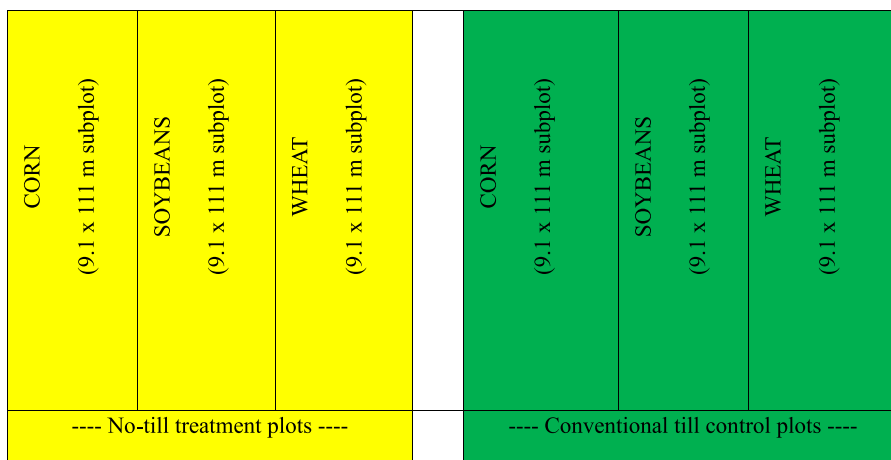 CORN
(9.1 x 111 m subplot)
SOYBEANS
(9.1 x 111 m subplot)
WHEAT
(9.1 x 111 m subplot)
CORN
(9.1 x 111 m subplot)
SOYBEANS
(9.1 x 111 m subplot)
WHEAT
(9.1 x 111 m subplot)
---- No-till treatment plots ----
---- Conventional till control plots ----